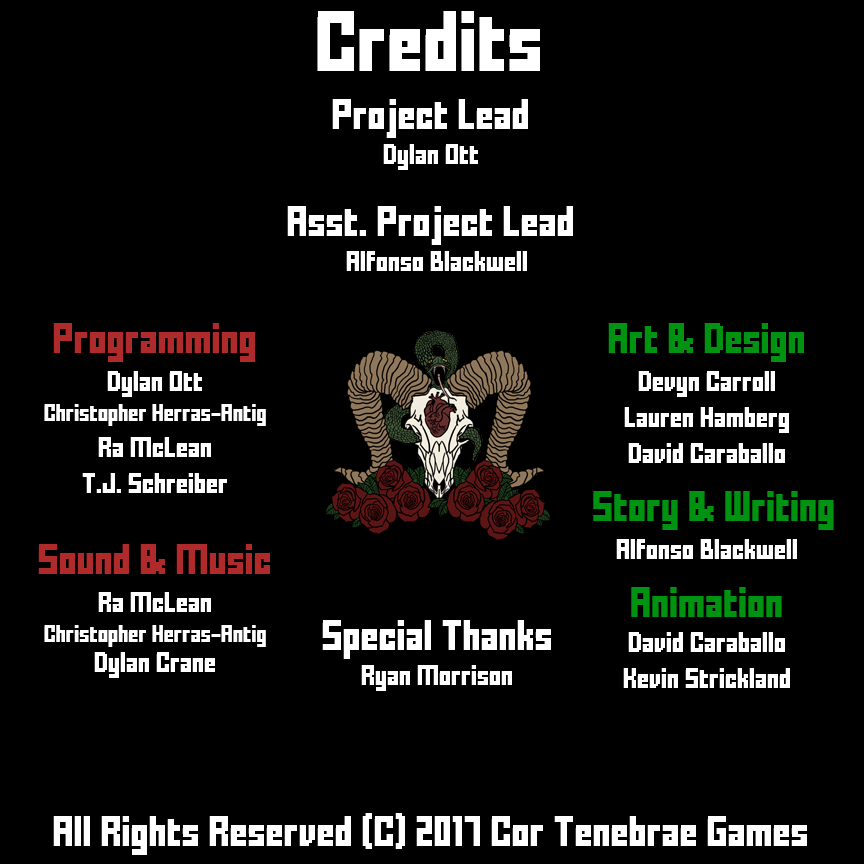 Credits
Project Lead
Dylan Ott
Asst. Project Lead
Alfonso Blackwell
Programming
Dylan Ott
Christopher Herras-Antig
Ra McLean
T.J. Schreiber
Sound & Music
Ra McLean
Christopher Herras-Antig
Dylan Crane
Special Thanks
Ryan Morrison
Art & Design
Devyn Carroll
Lauren Hamberg
David Caraballo
Story & Writing
Alfonso Blackwell
Animation
David Caraballo
Kevin Strickland
All Rights Reserved (C) 2017 Cor Tenebrae Games